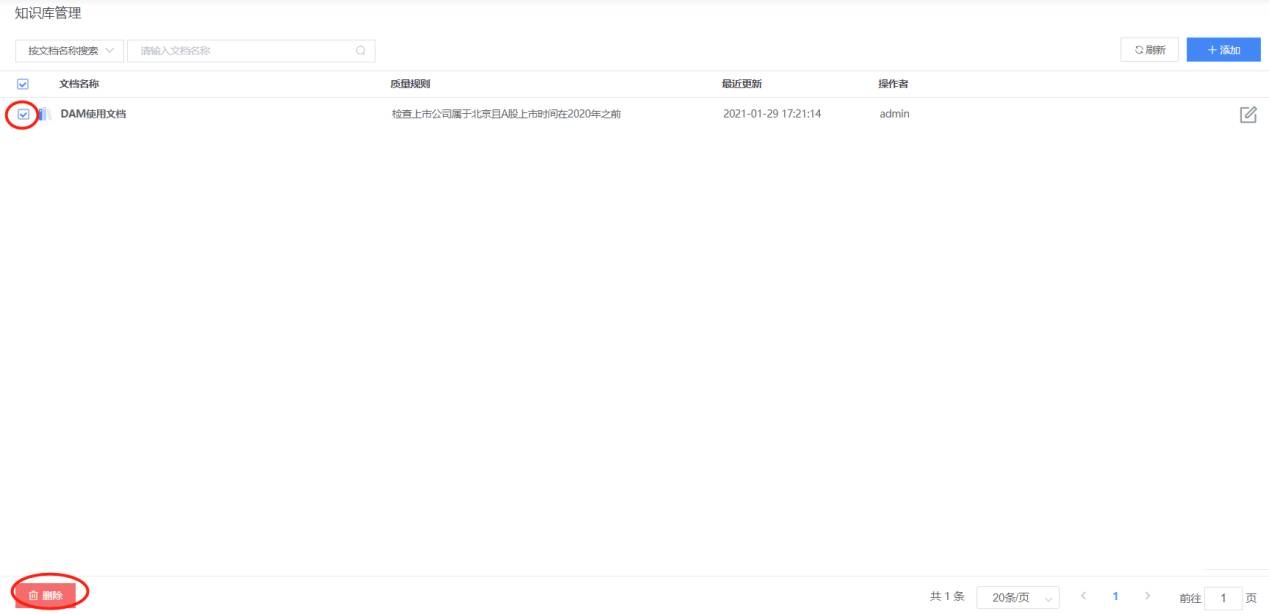 知识库管理
按文档名称搜索 请输入文档名称 刷新 添加
文档名称 质量规则 最近更新 操作者
DAM使用文档 检查上市公司属于北京且A股上市时间在2020年之前 2021-01-29 17:21:14 admin
删除 共 1 条 20条/页 1 前往 1 页